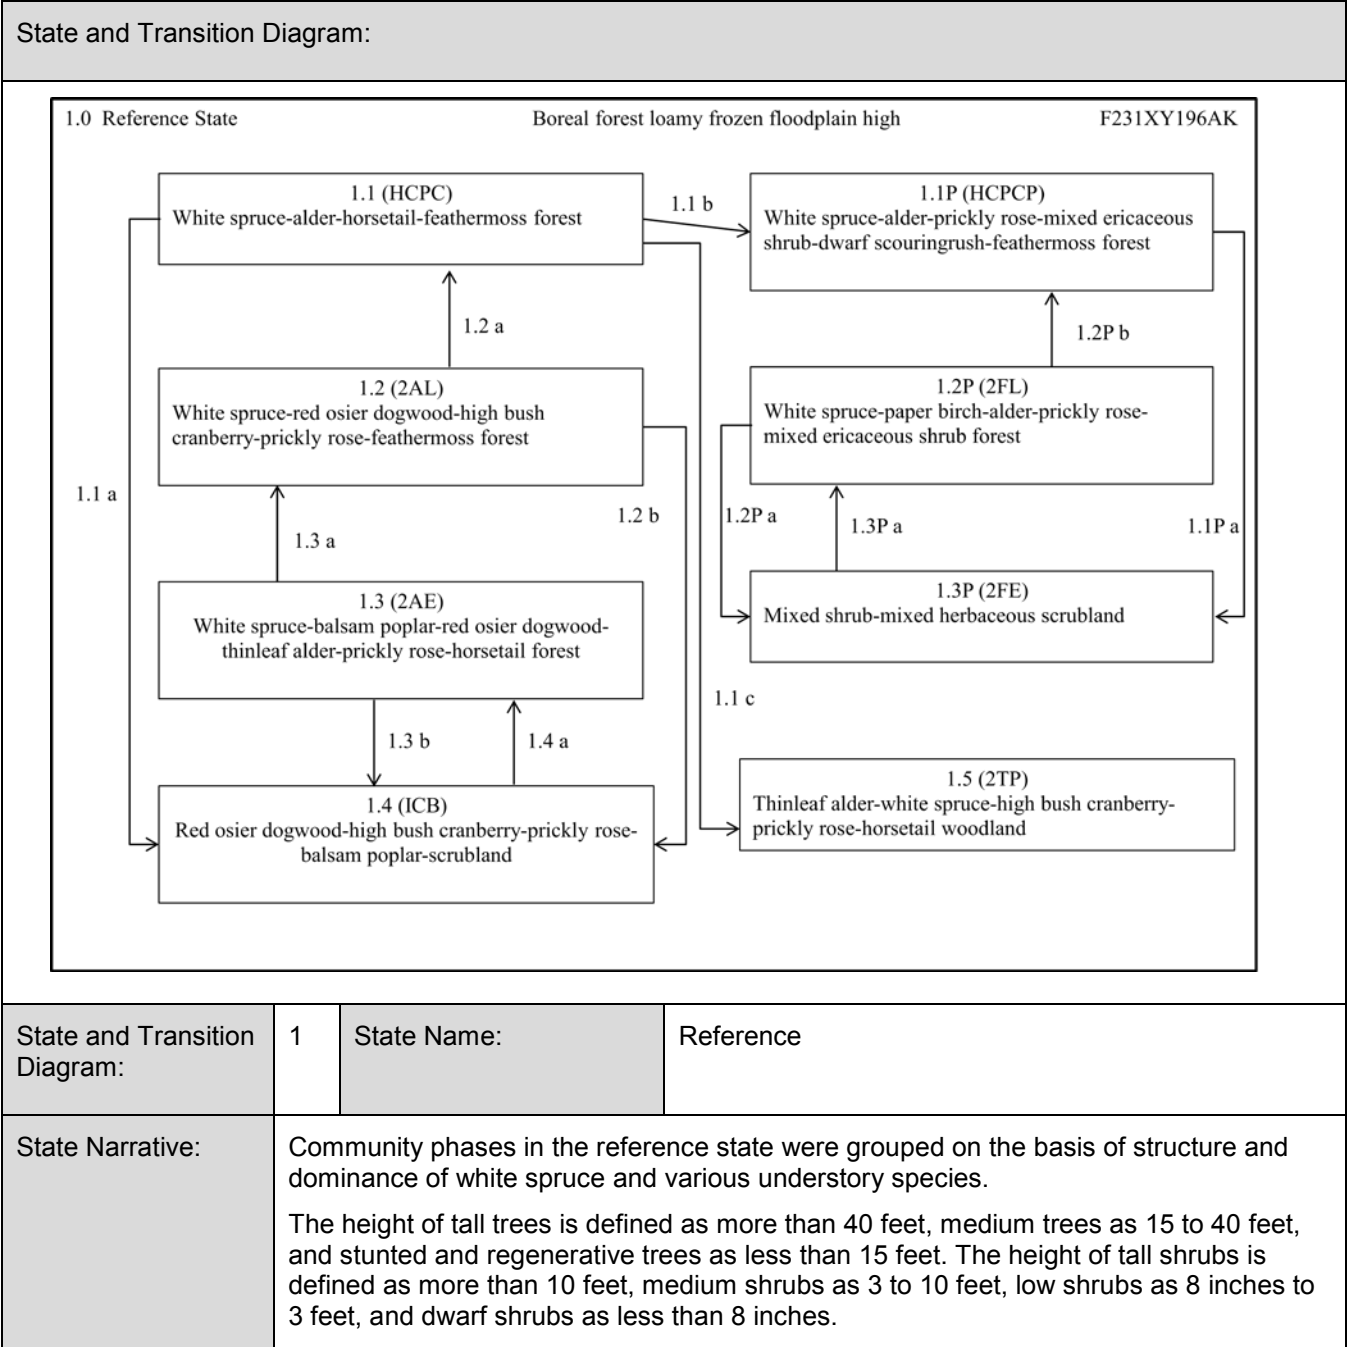 State and Transition Diagram:
1.0 Reference State
Boreal forest loamy frozen floodplain high
F231XY196AK
1.1 (HCPC)
White spruce-alder-horsetail-feathermoss forest
1.1 b
1.1P (HCPCP)
White spruce-alder-prickly rose-mixed ericaceous
shrub-dwarf scouringrush-feathermoss forest
1.2 a
1.2P b
1.2 (2AL)
White spruce-red osier dogwood-high bush
cranberry-prickly rose-feathermoss forest
1.2P (2FL)
White spruce-paper birch-alder-prickly rose-
mixed ericaceous shrub forest
1.1 a
1.3 a
1.2 b
1.2P a
1.3P a
1.1P a
1.3 (2AE)
White spruce-balsam poplar-red osier dogwood-
thinleaf alder-prickly rose-horsetail forest
1.3P (2FE)
Mixed shrub-mixed herbaceous scrubland
1.1 c
1.3 b
1.4 a
1.4 (ICB)
Red osier dogwood-high bush cranberry-prickly rose-
balsam poplar-scrubland
1.5 (2TP)
Thinleaf alder-white spruce-high bush cranberry-
prickly rose-horsetail woodland
State and Transition
Diagram:
1
State Name:
Reference
State Narrative:
Community phases in the reference state were grouped on the basis of structure and
dominance of white spruce and various understory species.
The height of tall trees is defined as more than 40 feet, medium trees as 15 to 40 feet,
and stunted and regenerative trees as less than 15 feet. The height of tall shrubs is
defined as more than 10 feet, medium shrubs as 3 to 10 feet, low shrubs as 8 inches to
3 feet, and dwarf shrubs as less than 8 inches.